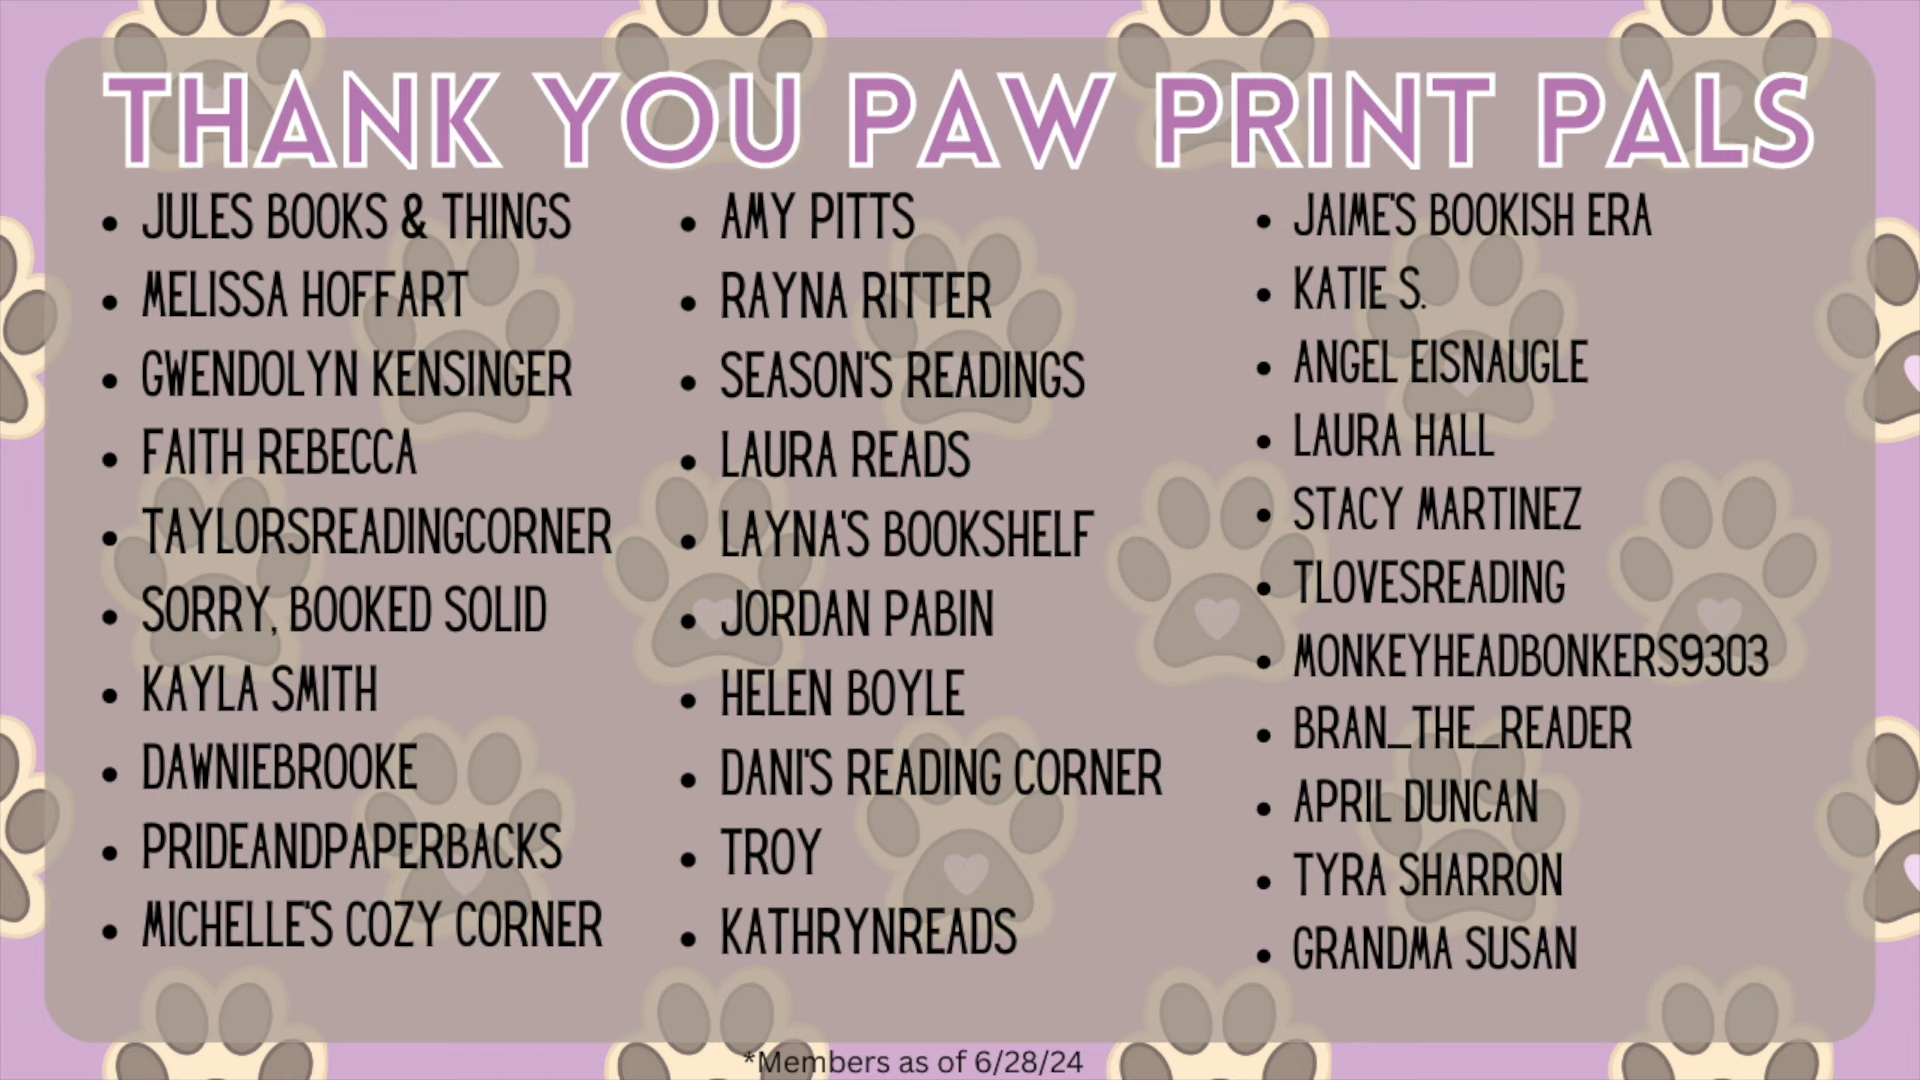 THANK YOU PAW PRINT PALS
• JULES BOOKS & THINGS
• MELISSA HOFFART
• GWENDOLYN KENSINGER
• FAITH REBECCA
• TAYLORSREADINGCORNER
• SORRY, BOOKED SOLID
• KAYLA SMITH
• DAWNIEBROOKE
• PRIDEANDPAPERBACKS
• MICHELLE'S COZY CORNER
• AMY PITTS
• RAYNA RITTER
• SEASON'S READINGS
• LAURA READS
• LAYNA'S BOOKSHELF
• JORDAN PABIN
• HELEN BOYLE
• DANI'S READING CORNER
• TROY
• KATHRYNREADS
• JAIME'S BOOKISH ERA
• KATIE S.
• ANGEL EISNAUGLE
• LAURA HALL
• STACY MARTINEZ
• TLOVESREADING
• MONKEYHEADBONKERS9303
• BRAN_THE_READER
• APRIL DUNCAN
• TYRA SHARRON
• GRANDMA SUSAN
*Members as of 6/28/24